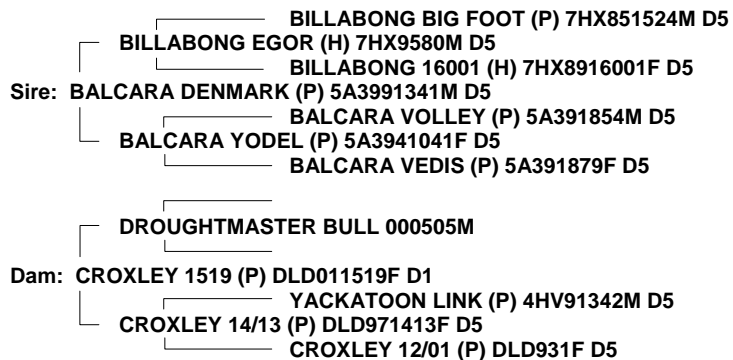 BILLABONG BIG FOOT (P) 7HX851524M D5
BILLABONG EGOR (H) 7HX9580M D5
BILLABONG 16001 (H) 7HX8916001F D5
Sire: BALCARA DENMARK (P) 5A3991341M D5
BALCARA VOLLEY (P) 5A391854M D5
BALCARA YODEL (P) 5A3941041F D5
BALCARA VEDIS (P) 5A391879F D5
DROUGHTMASTER BULL 000505M
Dam: CROXLEY 1519 (P) DLD011519F D1
YACKATOON LINK (P) 4HV91342M D5
CROXLEY 14/13 (P) DLD971413F D5
CROXLEY 12/01 (P) DLD931F D5